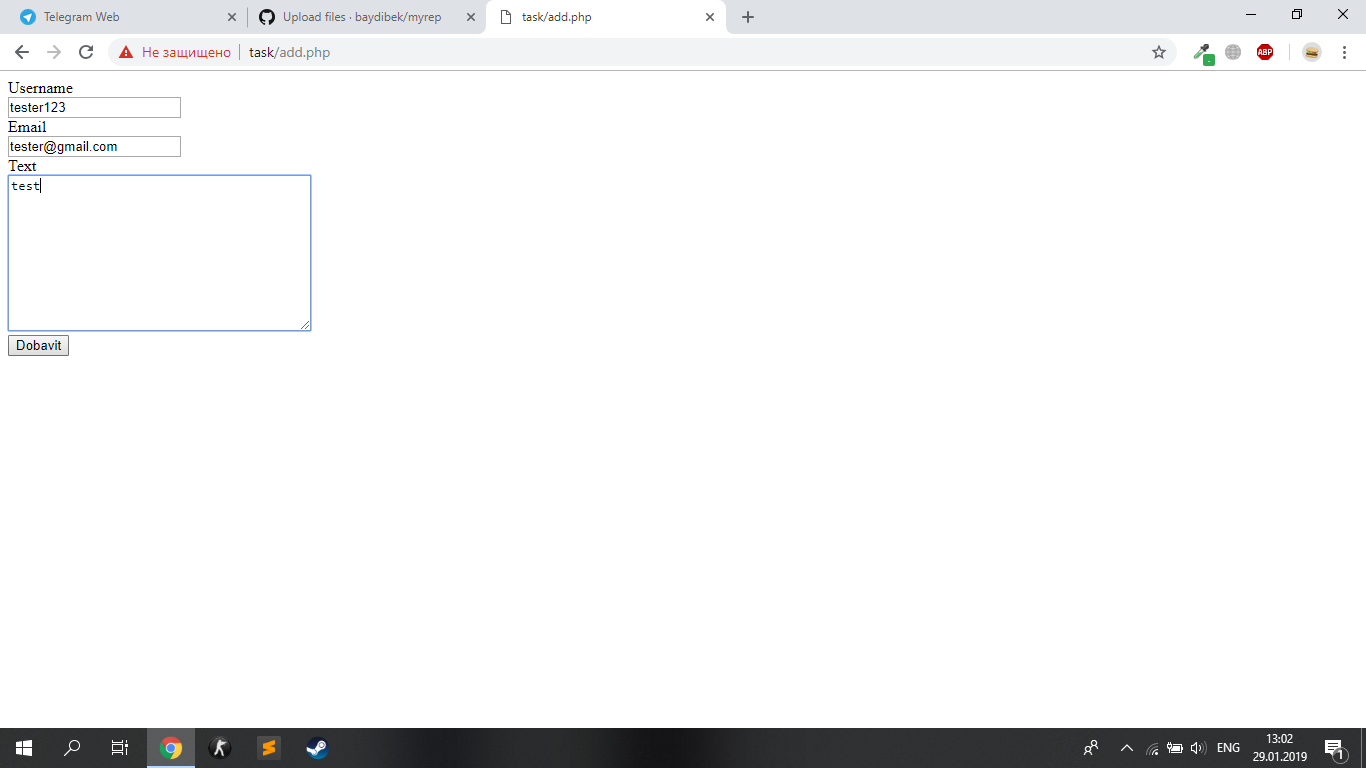 Telegram Web
Upload files · baydibek/myrep
task/add.php
Не защищено
task/add.php
ABP
Username
tester123
Email
tester@gmail.com
Text
test
Dobavit
ENG
13:02
29.01.2019
1